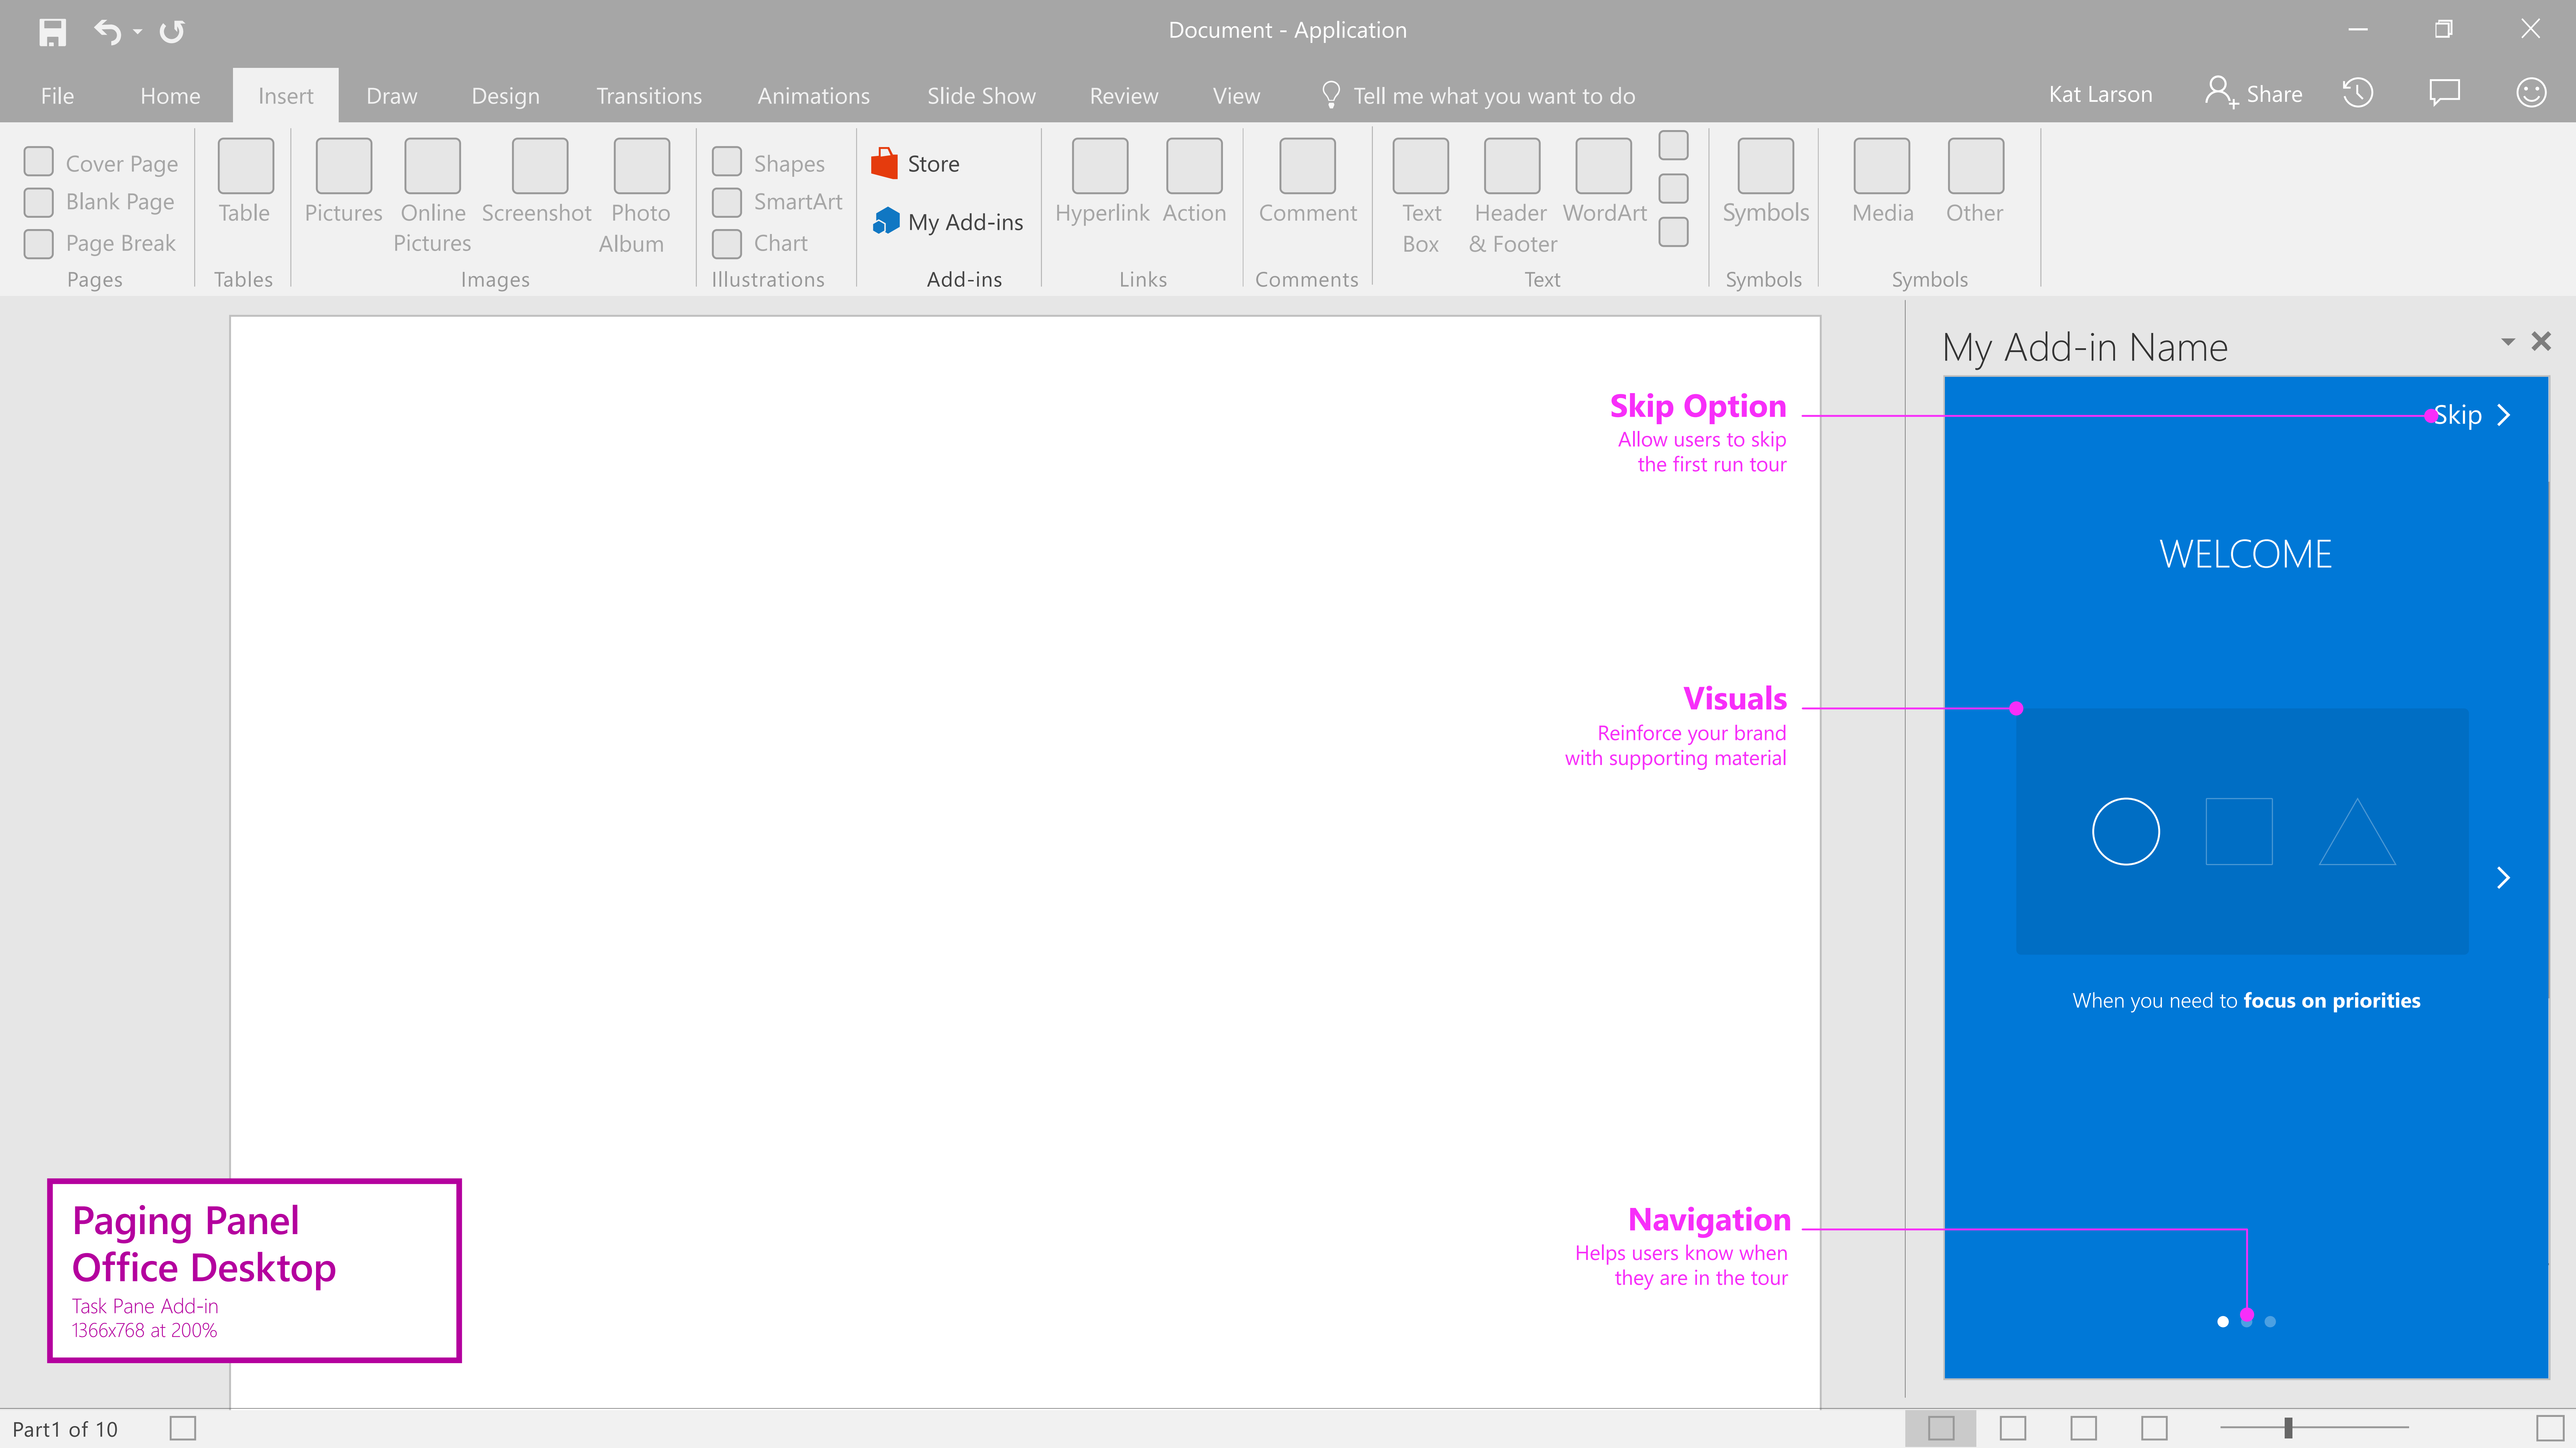 Document - Application
File Home Insert Draw Design Transitions Animations Slide Show Review View Tell me what you want to do Kat Larson Share
Cover Page
Blank Page
Page Break
Pages
Table
Tables
Pictures
Online
Pictures
Screenshot
Photo
Album
Images
Shapes
SmartArt
Chart
Illustrations
Store
My Add-ins
Add-ins
Hyperlink
Action
Links
Comment
Comments
Text
Box
Header
& Footer
WordArt
Text
Symbols
Symbols
Media
Other
Symbols
My Add-in Name
Skip Option
Allow users to skip
the first run tour
Skip
WELCOME
Visuals
Reinforce your brand
with supporting material
When you need to focus on priorities
Navigation
Helps users know when
they are in the tour
Paging Panel
Office Desktop
Task Pane Add-in
1366x768 at 200%
Part1 of 10